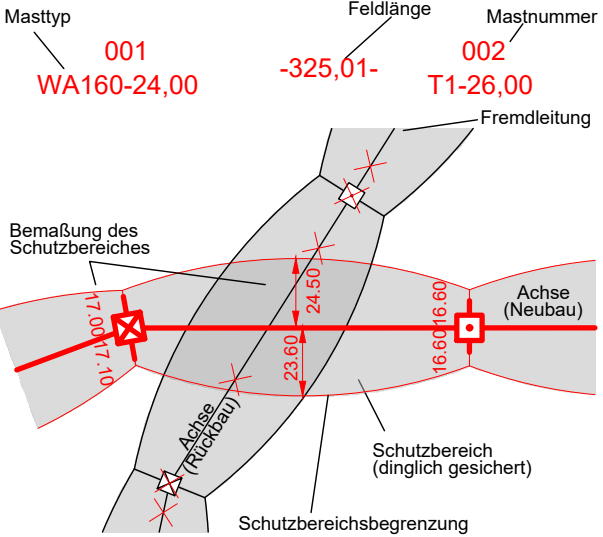 Masttyp
Feldlänge
Mastnummer
001
WA160-24,00
-325,01-
002
T1-26,00
Fremdleitung
Bemaßung des
Schutzbereiches
24.50
23.60
17.00
17.10
16.60
16.60
Achse
(Neubau)
Achse
(Rückbau)
Schutzbereich
(dinglich gesichert)
Schutzbereichsbegrenzung